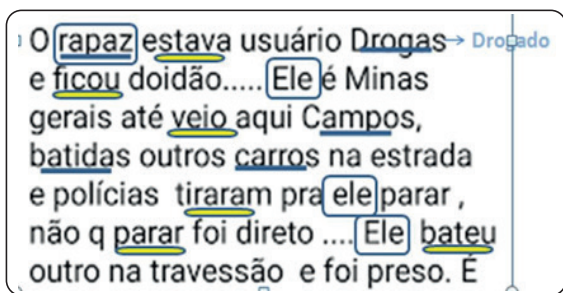 O rapaz estava usuário Drogas → Drogado
e ficou doidão..... Ele é Minas
gerais até veio aqui Campos,
batidas outros carros na estrada
e polícias tiraram pra ele parar ,
não q parar foi direto .... Ele bateu
outro na travessão e foi preso. É